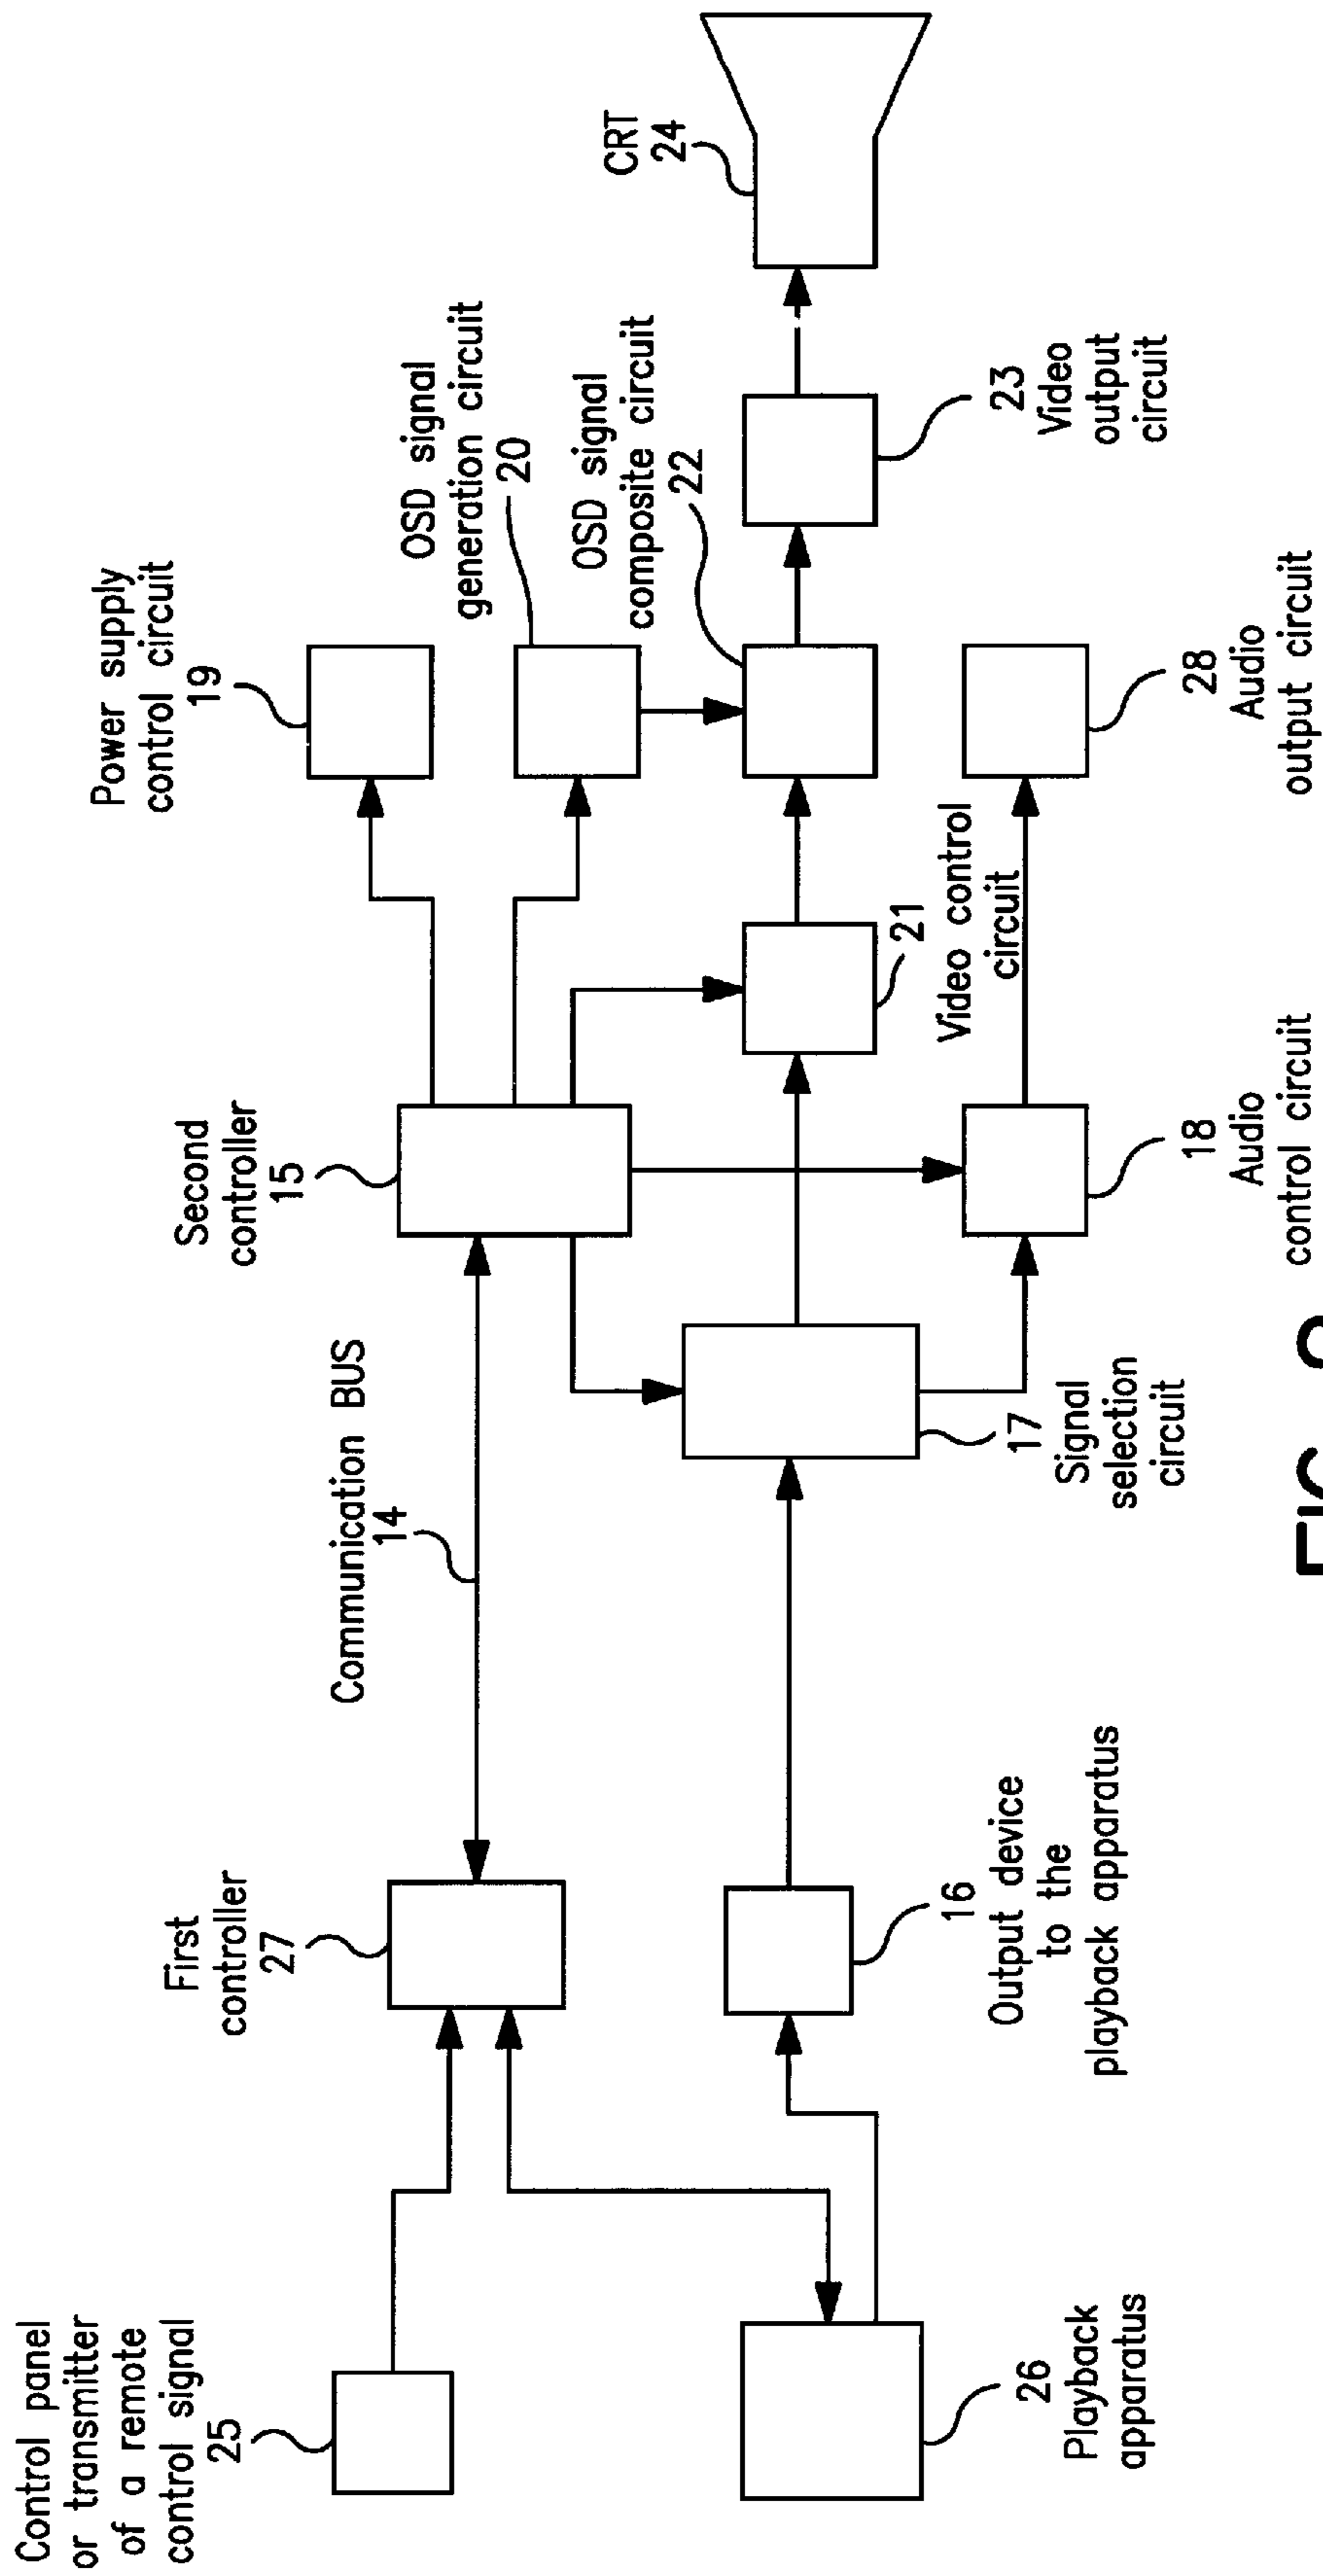 Control panel
or transmitter
of a remote
control signal
25
First
controller
27
Communication BUS
14
Second
controller
15
Power supply
control circuit
19
OSD signal
generation circuit
20
OSD signal
composite circuit
22
CRT
24
26
Playback
apparatus
16
Output device
to the
playback apparatus
17
Signal
selection
circuit
21
Video control
circuit
23
Video
output
circuit
18
Audio
control circuit
28
Audio
output circuit
FIG.